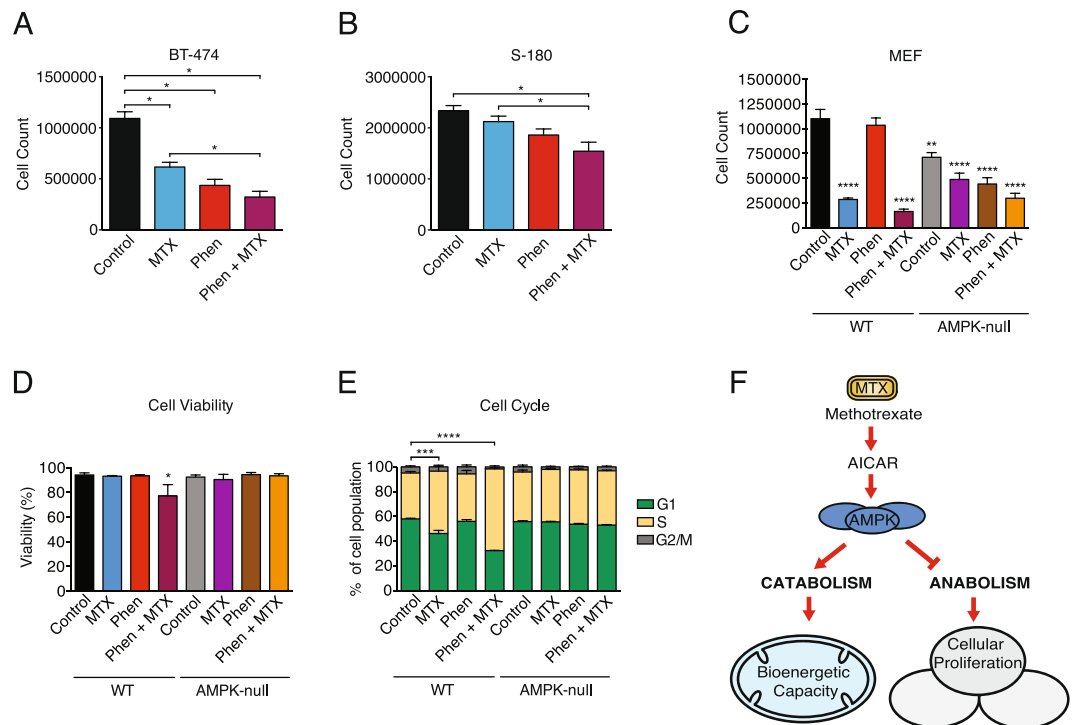 A
BT-474
Cell Count
1500000
1000000
500000
0
*
*
*
*
Control
MTX
Phen
Phen + MTX
B
S-180
Cell Count
3000000
2000000
1000000
0
*
*
Control
MTX
Phen
Phen + MTX
C
MEF
Cell Count
1500000
1250000
1000000
750000
500000
250000
0
****
****
**
****
****
****
Control
MTX
Phen
Phen + MTX
Control
MTX
Phen
Phen + MTX
WT
AMPK-null
D
Cell Viability
Viability (%)
100
80
60
40
20
0
*
Control
MTX
Phen
Phen + MTX
Control
MTX
Phen
Phen + MTX
WT
AMPK-null
E
Cell Cycle
% of cell population
100
80
60
40
20
0
****
***
G1
S
G2/M
Control
MTX
Phen
Phen + MTX
Control
MTX
Phen
Phen + MTX
WT
AMPK-null
F
MTX
Methotrexate
AICAR
AMPK
CATABOLISM
ANABOLISM
Bioenergetic
Capacity
Cellular
Proliferation